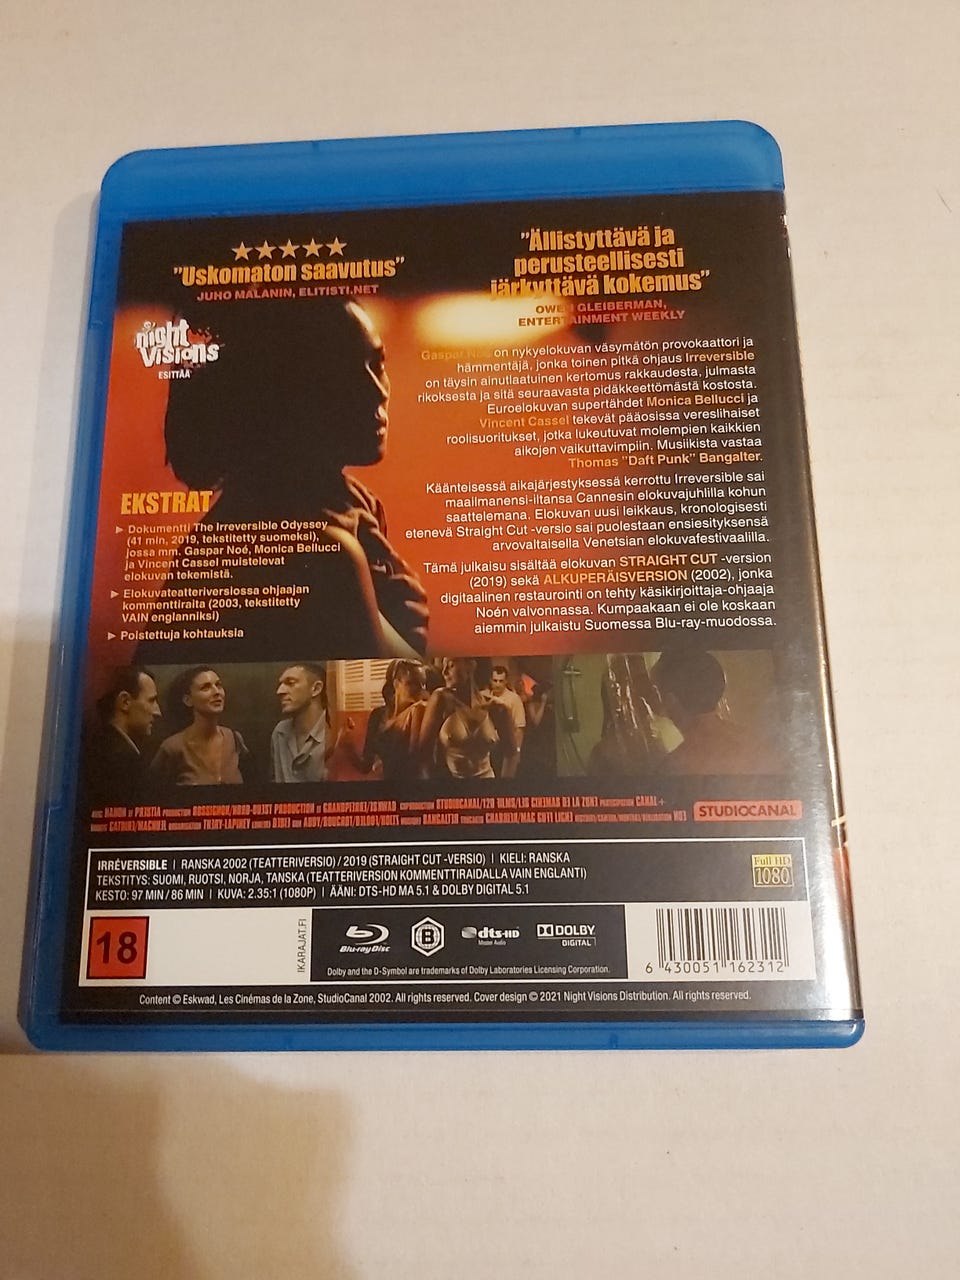 "Uskomaton saavutus"
JUHO MALANIN, ELITISTI.NET
"Ällistyttävä ja
perusteellisesti
järkyttävä kokemus"
OWEN GLEIBERMAN,
ENTERTAINMENT WEEKLY
night
visions
ESITTÄÄ
Gaspar Noé on nykyelokuvan väsymätön provokaattori ja
hämmentäjä, jonka toinen pitkä ohjaus Irreversible
on täysin ainutlaatuinen kertomus rakkaudesta, julmasta
rikoksesta ja sitä seuraavasta pidäkkeettömästä kostosta.
Euroelokuvan supertähdet Monica Bellucci ja
Vincent Cassel tekevät pääosissa vereslihaiset
roolisuoritukset, jotka lukeutuvat molempien kaikkien
aikojen vaikuttavimpiin. Musiikista vastaa
Thomas "Daft Punk" Bangalter.
Käänteisessä aikajärjestyksessä kerrottu Irreversible sai
maailmanensi-iltansa Cannesin elokuvajuhlilla kohun
saattelemana. Elokuvan uusi leikkaus, kronologisesti
etenevä Straight Cut -versio sai puolestaan ensiesityksensä
arvovaltaisella Venetsian elokuvafestivaalilla.
Tämä julkaisu sisältää elokuvan STRAIGHT CUT -version
(2019) sekä ALKUPERÄISVERSION (2002), jonka
digitaalinen restaurointi on tehty käsikirjoittaja-ohjaaja
Noén valvonnassa. Kumpaakaan ei ole koskaan
aiemmin julkaistu Suomessa Blu-ray-muodossa.
EKSTRAT
► Dokumentti The Irreversible Odyssey
(41 min, 2019, tekstitetty suomeksi),
jossa mm. Gaspar Noé, Monica Bellucci
ja Vincent Cassel muistelevat
elokuvan tekemistä.
► Elokuvateatteriversiossa ohjaajan
kommenttiraita (2003, tekstitetty
VAIN englanniksi)
► Poistettuja kohtauksia
CANAL+
STUDIOCANAL
IRRÉVERSIBLE | RANSKA 2002 (TEATTERIVERSIO) / 2019 (STRAIGHT CUT -VERSIO) | KIELI: RANSKA
TEKSTITYS: SUOMI, RUOTSI, NORJA, TANSKA (TEATTERIVERSION KOMMENTTIRAIDALLA VAIN ENGLANTI)
KESTO: 97 MIN / 86 MIN | KUVA: 2.35:1 (1080P) | ÄÄNI: DTS-HD MA 5.1 & DOLBY DIGITAL 5.1
Full HD
1080
18
IKARAJAT.FI
Blu-ray Disc
B
dts-HD
Master Audio
DOLBY
DIGITAL
Dolby and the D-Symbol are trademarks of Dolby Laboratories Licensing Corporation.
6 430051 162312
Content © Eskwad, Les Cinémas de la Zone, StudioCanal 2002. All rights reserved. Cover design © 2021 Night Visions Distribution. All rights reserved.